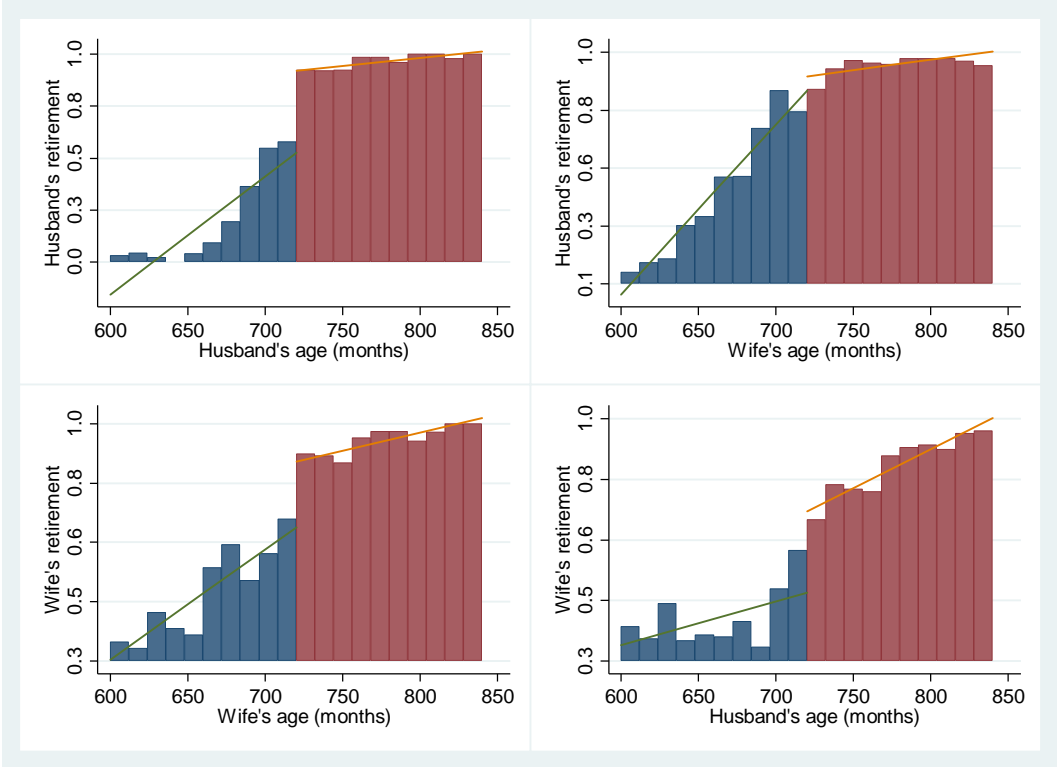 Husband's retirement
1.0
0.8
0.5
0.3
0.0
600 650 700 750 800 850
Husband's age (months)
Husband's retirement
1.0
0.8
0.6
0.3
0.1
600 650 700 750 800 850
Wife's age (months)
Wife's retirement
1.0
0.8
0.6
0.5
0.3
600 650 700 750 800 850
Wife's age (months)
Wife's retirement
1.0
0.8
0.6
0.5
0.3
600 650 700 750 800 850
Husband's age (months)